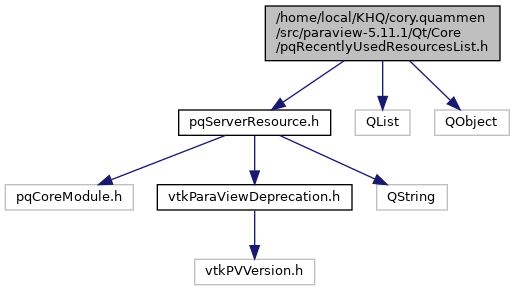 /home/local/KHQ/cory.quammen
/src/paraview-5.11.1/Qt/Core
/pqRecentlyUsedResourcesList.h
pqServerResource.h
QList
QObject
pqCoreModule.h
vtkParaViewDeprecation.h
QString
vtkPVVersion.h